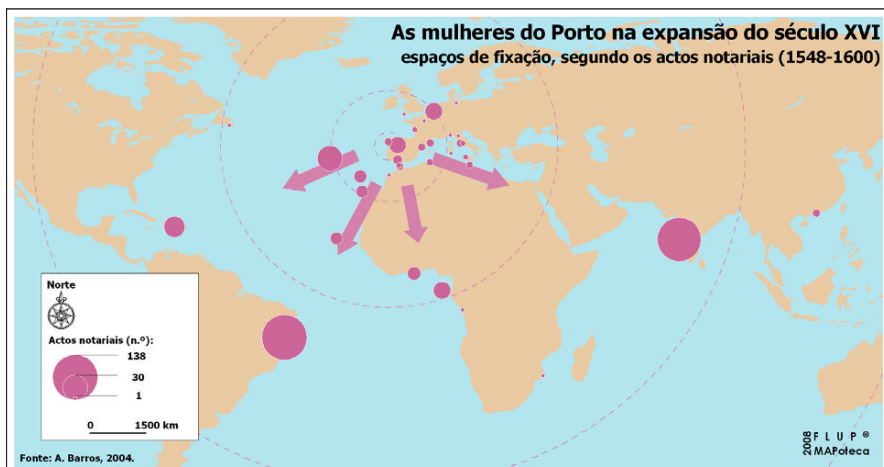 As mulheres do Porto na expansão do século XVI
espaços de fixação, segundo os actos notariais (1548-1600)
Norte
Actos notariais (n.º):
138
30
1
0 1500 km
Fonte: A. Barros, 2004.
2008
F L U P ®
MAPoteca